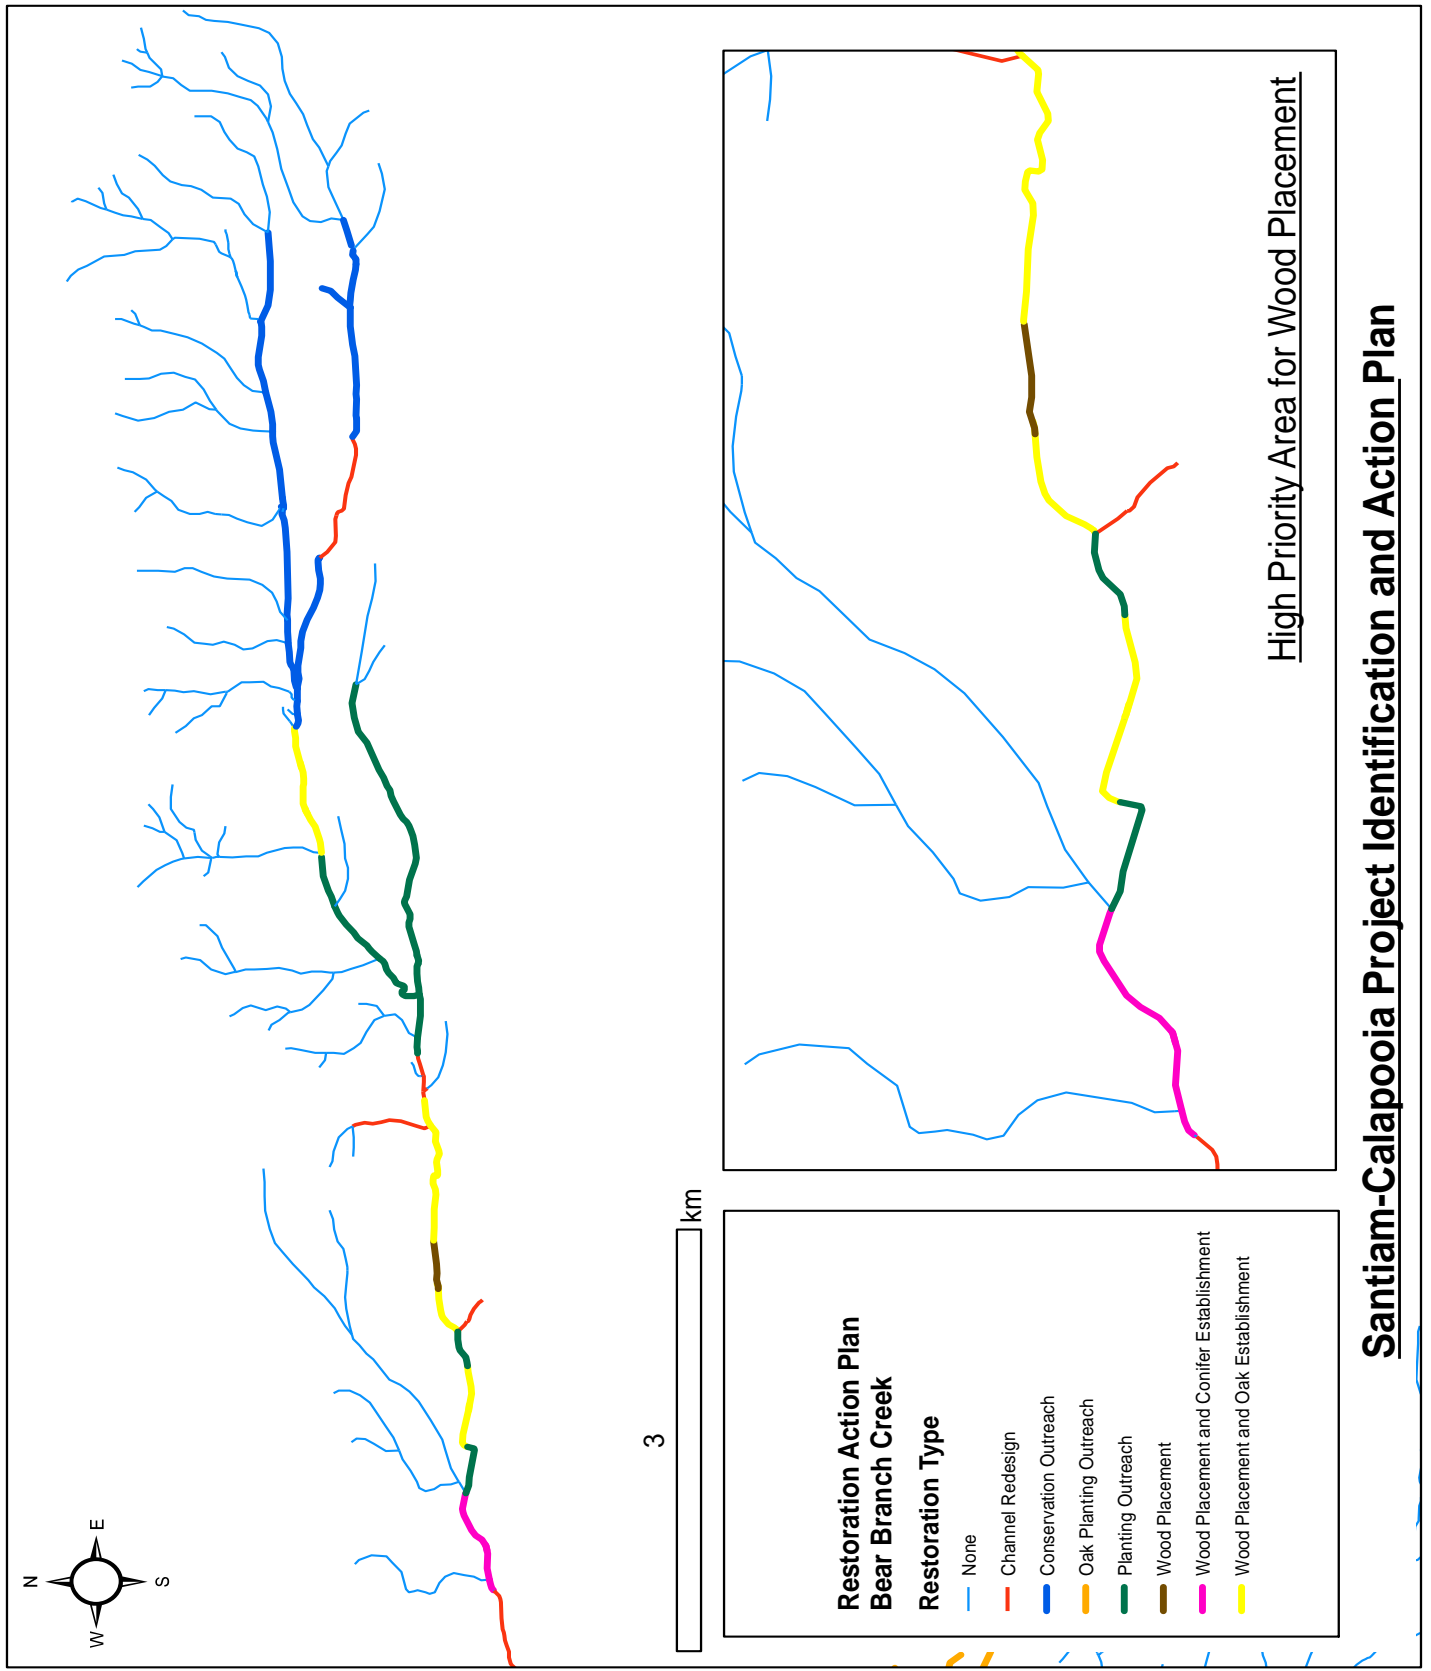 N
W
E
S
3
km
Restoration Action Plan
Bear Branch Creek
Restoration Type
None
Channel Redesign
Conservation Outreach
Oak Planting Outreach
Planting Outreach
Wood Placement
Wood Placement and Conifer Establishment
Wood Placement and Oak Establishment
High Priority Area for Wood Placement
Santiam-Calapooia Project Identification and Action Plan